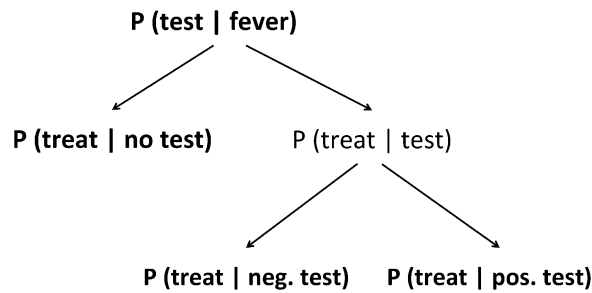 P (test | fever)
P (treat | no test) P (treat | test)
P (treat | neg. test) P (treat | pos. test)